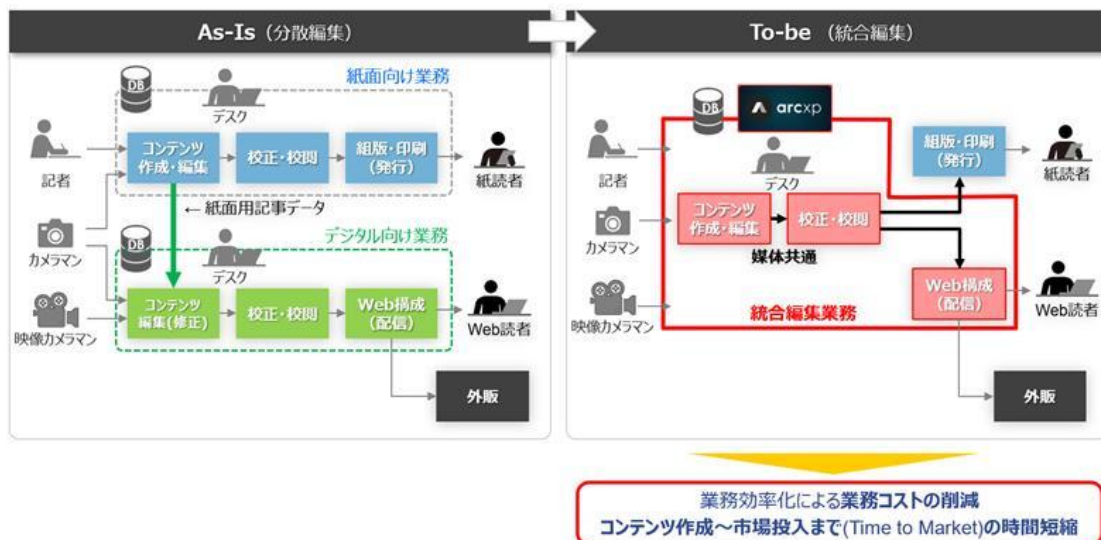 As-Is（分散編集）
DB
紙面向け業務
デスク
記者
コンテンツ
作成・編集
校正・校閲
組版・印刷
(発行)
紙読者
←紙面用記事データ
カメラマン
DB
デジタル向け業務
デスク
映像カメラマン
コンテンツ
編集(修正)
校正・校閲
Web構成
(配信)
Web読者
外販
To-be（統合編集）
DB
arcxp
デスク
記者
組版・印刷
(発行)
紙読者
カメラマン
コンテンツ
作成・編集
校正・校閲
媒体共通
映像カメラマン
統合編集業務
Web構成
(配信)
Web読者
外販
業務効率化による業務コストの削減
コンテンツ作成～市場投入まで(Time to Market)の時間短縮